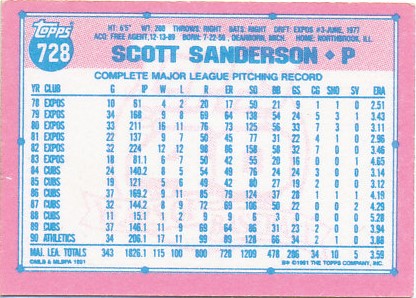 Topps
728
HT: 6'5" WT: 200 THROWS: RIGHT BATS: RIGHT DRAFT: EXPOS #3-JUNE, 1977
ACQ: FREE AGENT, 12-13-89 BORN: 7-22-56, DEARBORN, MICH. HOME: NORTHBROOK, ILL.
SCOTT SANDERSON • P
COMPLETE MAJOR LEAGUE PITCHING RECORD
YR CLUB G IP W L R ER SO BB GS CG SHO SV ERA
78 EXPOS 10 61 4 2 20 17 50 21 9 1 1 0 2.51
79 EXPOS 34 168 9 8 69 64 138 54 24 5 3 1 3.43
80 EXPOS 33 211 16 11 76 73 125 56 33 7 3 0 3.11
81 EXPOS 22 137 9 7 50 45 77 31 22 4 1 0 2.96
82 EXPOS 32 224 12 12 98 86 158 58 32 7 0 0 3.46
83 EXPOS 18 81.1 6 7 50 42 55 20 16 0 0 1 4.65
84 CUBS 24 140.2 8 5 54 49 76 24 24 3 0 0 3.14
85 CUBS 19 121 5 6 49 42 80 27 19 2 0 0 3.12
86 CUBS 37 169.2 9 11 85 79 124 37 28 1 1 1 4.19
87 CUBS 32 144.2 8 9 72 69 106 50 22 0 0 2 4.29
88 CUBS 11 15.1 1 2 9 9 6 3 0 0 0 0 5.28
89 CUBS 37 146.1 11 9 69 64 86 31 23 2 0 0 3.94
90 ATHLETICS 34 206.1 17 11 99 89 128 66 34 2 1 0 3.88
MAJ. LEA. TOTALS 343 1826.1 115 100 800 728 1209 478 286 34 10 5 3.59
©MLB & MLBPA 1991
B* ©1991 THE TOPPS COMPANY, INC.